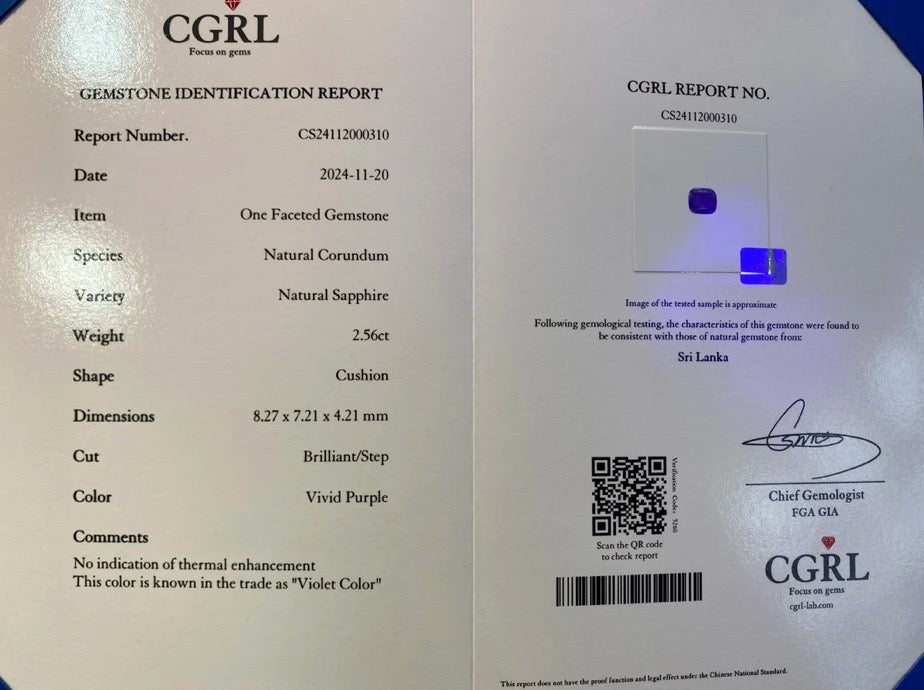 CGRL
Focus on gems
GEMSTONE IDENTIFICATION REPORT
Report Number. CS24112000310
Date 2024-11-20
Item One Faceted Gemstone
Species Natural Corundum
Variety Natural Sapphire
Weight 2.56ct
Shape Cushion
Dimensions 8.27 x 7.21 x 4.21 mm
Cut Brilliant/Step
Color Vivid Purple
Comments
No indication of thermal enhancement
This color is known in the trade as "Violet Color"
CGRL REPORT NO.
CS24112000310
Image of the tested sample is approximate
Following gemological testing, the characteristics of this gemstone were found to
be consistent with those of natural gemstone from:
Sri Lanka
Verification Codes 5260
Scan the QR code
to check report
Chief Gemologist
FGA GIA
CGRL
Focus on gems
cgrl-lab.com
This report does not have the proof function and legal effect under the Chinese National Standard.